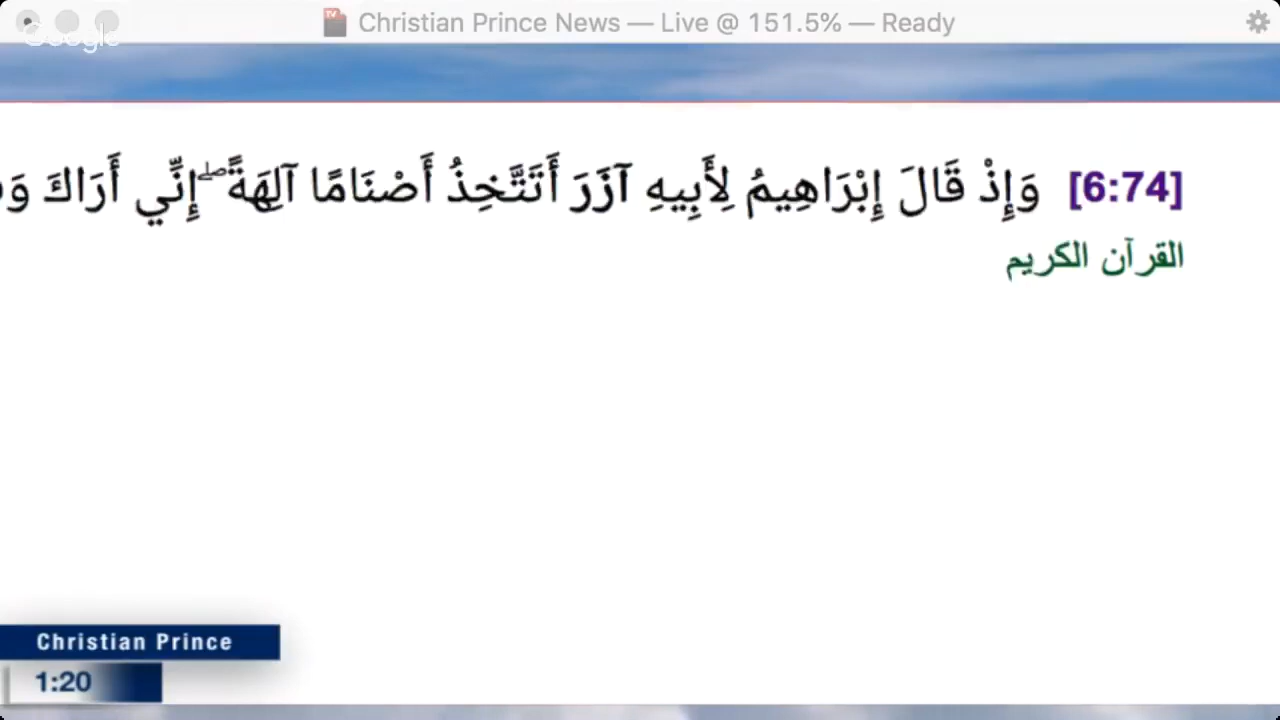 Christian Prince News — Live @ 151.5% — Ready
Google
[6:74] وَإِذْ قَالَ إِبْرَاهِيمُ لِأَبِيهِ آزَرَ أَتَتَّخِذُ أَصْنَامًا آلِهَةً ۖ إِنِّي أَرَاكَ
القرآن الكريم
Christian Prince
1:20